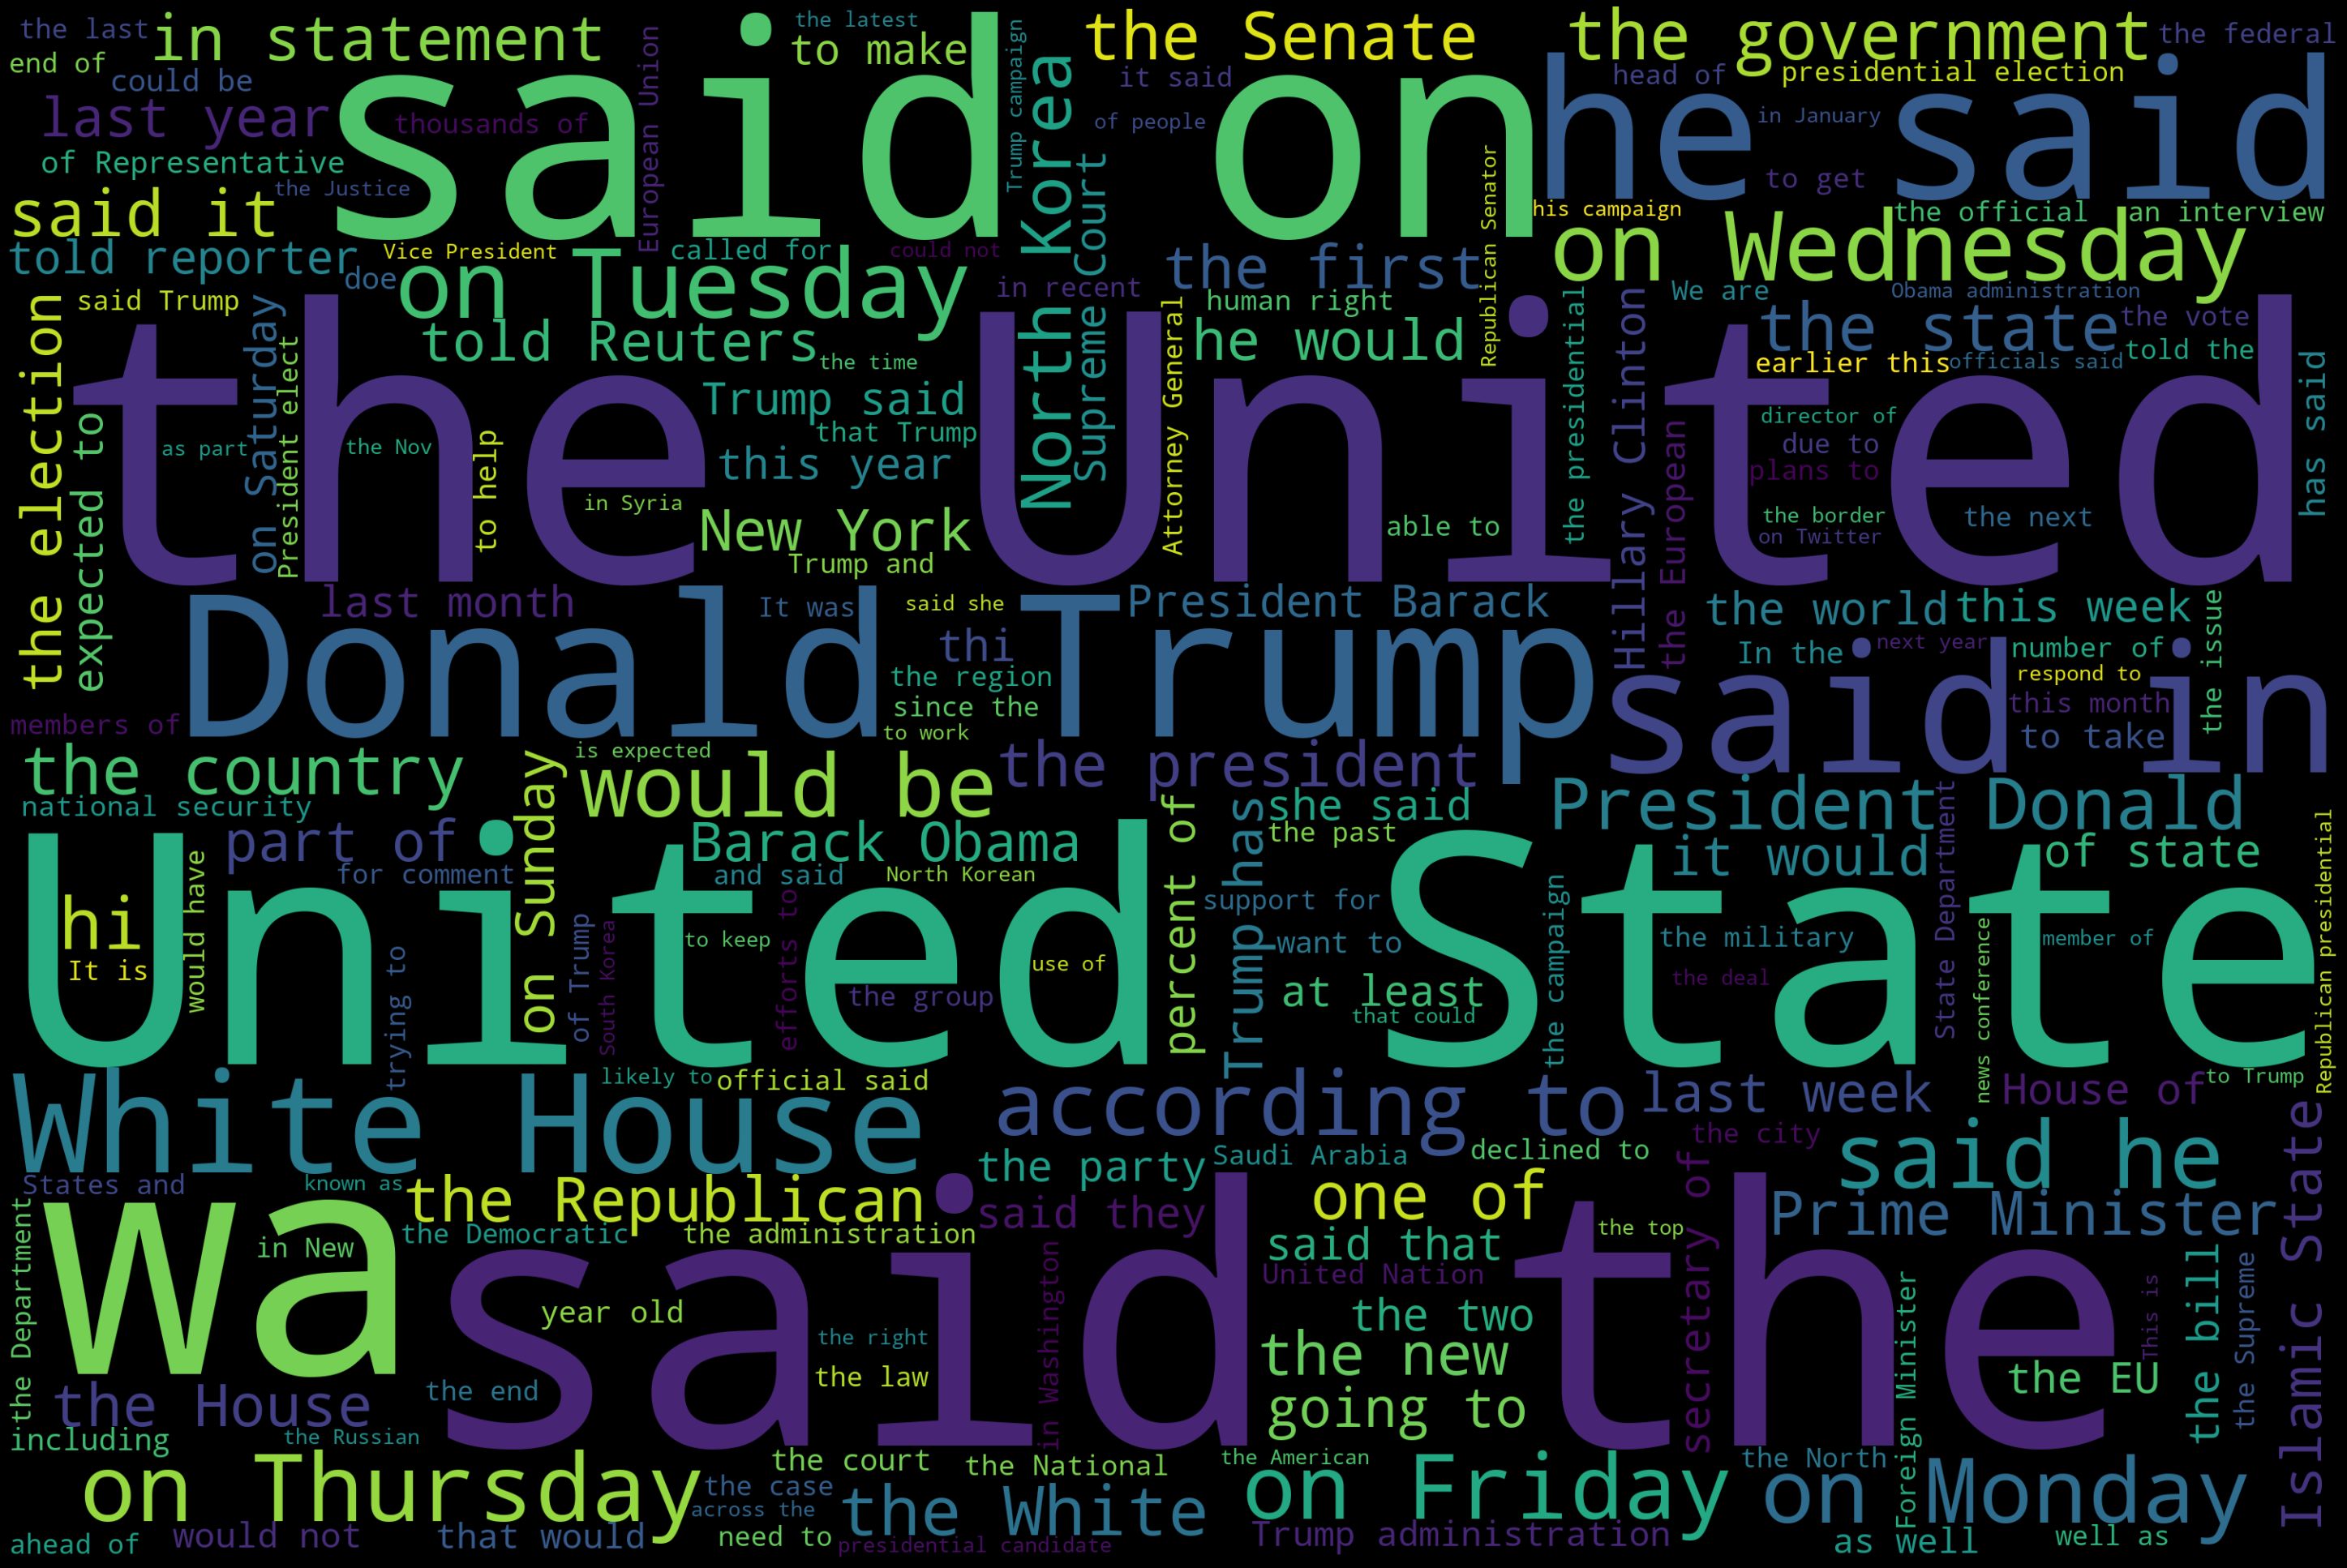 the last
in statement
the latest
to make
the Senate
the government
the federal
end of
could be
said on
European Union
Trump campaign
it said
head of
presidential election
he said
last year
thousands of
North Korea
of people
in January
of Representative
the Justice
Supreme Court
Republican Senator
to get
said it
his campaign
the official
an interview
told reporter
Vice President
called for
could not
the first
on Wednesday
doe
on Tuesday
in recent
human right
the presidential
We are
Obama administration
the election
said Trump
on Saturday
President elect
told Reuters
the time
Attorney General
he would
Hillary Clinton
the state
the vote
earlier this
officials said
told the
the United
expected to
Trump said
has said
as part
the Nov
to help
that Trump
the European
director of
this year
due to
plans to
in Syria
New York
able to
the border
the next
on Twitter
Trump and
last month
It was
said she
President Barack
the world
this week
the issue
Donald Trump
thi
In the
next year
number of
the region
said in
respond to
members of
since the
this month
to work
to take
the country
is expected
on Sunday
would be
the president
national security
percent of
Trump has
she said
President Donald
State Department
Republican presidential
part of
Barack Obama
the past
it would
of state
United State
would have
for comment
and said
North Korean
hi
support for
the campaign
news conference
of Trump
South Korea
efforts to
It is
trying to
to keep
use of
want to
the military
member of
the group
at least
the deal
that could
White House
likely to
official said
according to
last week
House of
to Trump
Islamic State
States and
known as
the party
Saudi Arabia
declined to
the city
secretary of
said he
the Department
wa
the Republican
said they
one of
Prime Minister
in New
the Democratic
the administration
in Washington
said that
the top
said the
United Nation
Foreign Minister
This is
the bill
the Supreme
year old
the two
the right
the new
the law
the EU
the House
the end
going to
including
the Russian
on Thursday
the court
the National
the American
the North
the case
on Friday
on Monday
across the
the White
ahead of
would not
that would
need to
presidential candidate
Trump administration
as well
well as